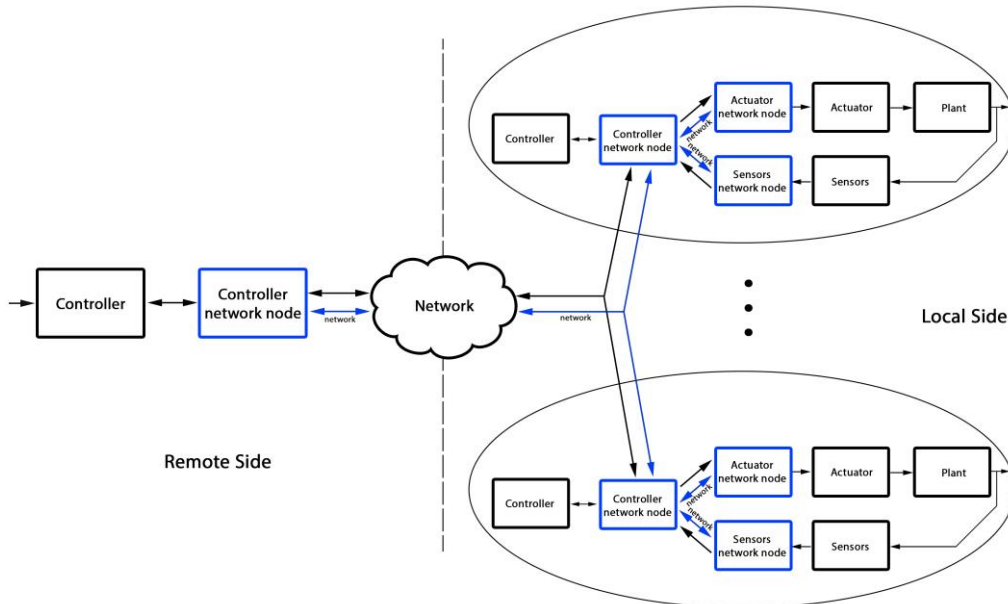 Actuator
network node
Actuator
Plant
network
Controller
Controller
network node
network
Sensors
network node
Sensors
Controller
Controller
network node
network
Network
network
Local Side
Remote Side
Actuator
network node
Actuator
Plant
network
Controller
Controller
network node
network
Sensors
network node
Sensors